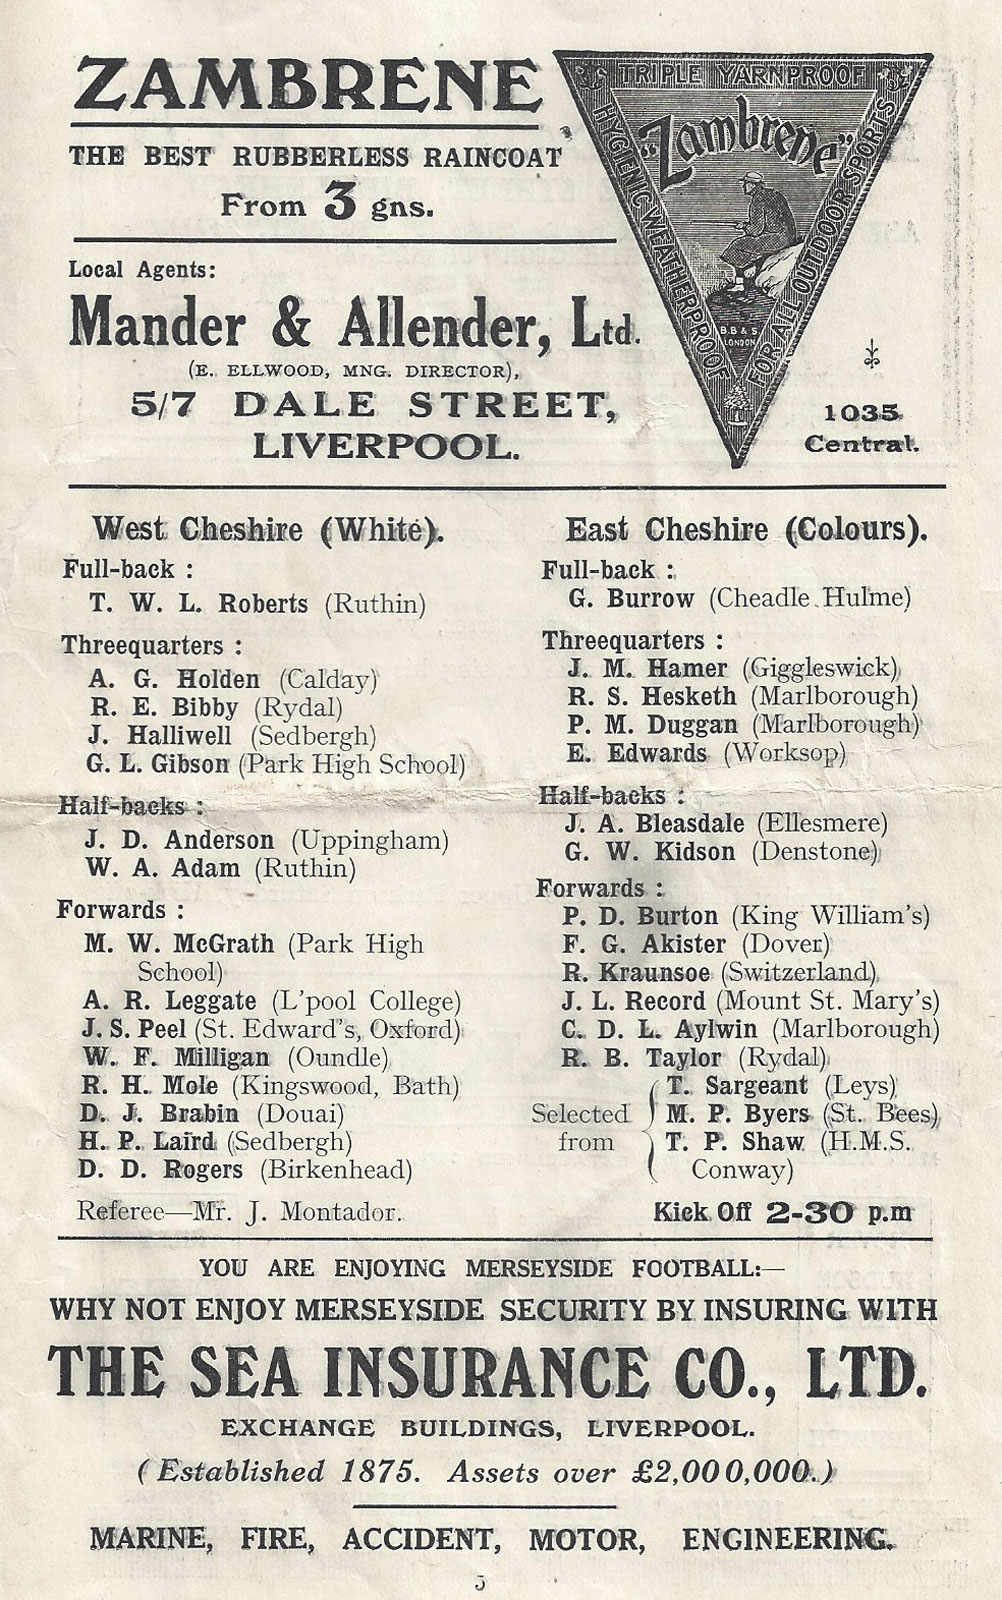 ZAMBRENE
THE BEST RUBBERLESS RAINCOAT
From 3 gns.
TRIPLE YARNPROOF
HYGIENIC WEATHERPROOF
FOR ALL OUTDOOR SPORTS
"Zambrene"
B.B & S.
LONDON
Local Agents:
Mander & Allender, Ltd.
(E. ELLWOOD, MNG. DIRECTOR),
5/7 DALE STREET,
LIVERPOOL.
1035
Central.
West Cheshire (White).
Full-back :
T. W. L. Roberts (Ruthin)
Threequarters :
A. G. Holden (Calday)
R. E. Bibby (Rydal)
J. Halliwell (Sedbergh)
G. L. Gibson (Park High School)
Half-backs :
J. D. Anderson (Uppingham)
W. A. Adam (Ruthin)
Forwards :
M. W. McGrath (Park High
School)
A. R. Leggate (L'pool College)
J. S. Peel (St. Edward's, Oxford)
W. F. Milligan (Oundle)
R. H. Mole (Kingswood, Bath)
D. J. Brabin (Douai)
H. P. Laird (Sedbergh)
D. D. Rogers (Birkenhead)
Referee—Mr. J. Montador.
East Cheshire (Colours).
Full-back :
G. Burrow (Cheadle Hulme)
Threequarters :
J. M. Hamer (Giggleswick)
R. S. Hesketh (Marlborough)
P. M. Duggan (Marlborough)
E. Edwards (Worksop)
Half-backs :
J. A. Bleasdale (Ellesmere)
G. W. Kidson (Denstone)
Forwards :
P. D. Burton (King William's)
F. G. Akister (Dover)
R. Kraunsoe (Switzerland)
J. L. Record (Mount St. Mary's)
C. D. L. Aylwin (Marlborough)
R. B. Taylor (Rydal)
Selected from
T. Sargeant (Leys)
M. P. Byers (St. Bees)
T. P. Shaw (H.M.S.
Conway)
Kick Off 2-30 p.m
YOU ARE ENJOYING MERSEYSIDE FOOTBALL:—
WHY NOT ENJOY MERSEYSIDE SECURITY BY INSURING WITH
THE SEA INSURANCE CO., LTD.
EXCHANGE BUILDINGS, LIVERPOOL.
(Established 1875. Assets over £2,000,000.)
MARINE, FIRE, ACCIDENT, MOTOR, ENGINEERING.
5